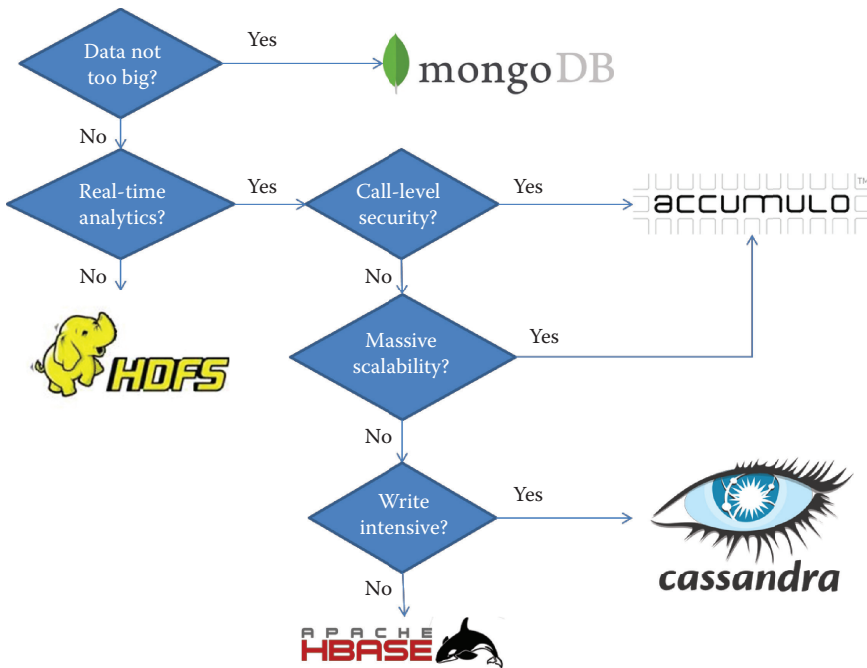 Data not
too big?
Yes
mongoDB
No
Real-time
analytics?
Yes
Call-level
security?
Yes
accumulo
TM
No
No
HDFS
Massive
scalability?
Yes
No
Write
intensive?
Yes
cassandra
No
APACHE
HBASE